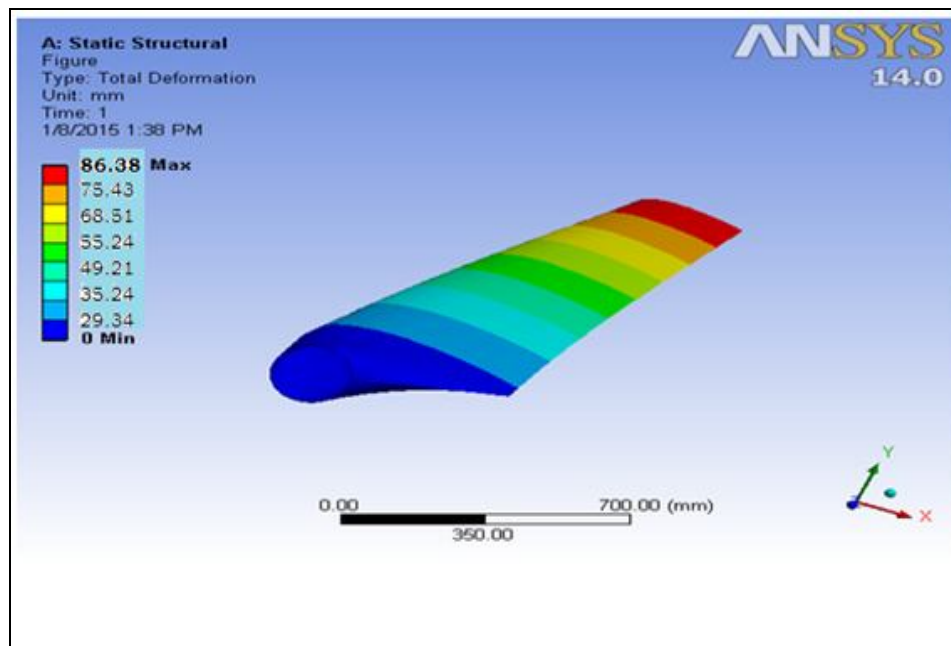 A: Static Structural
Figure
Type: Total Deformation
Unit: mm
Time: 1
1/8/2015 1:38 PM
ANSYS
14.0
86.38 Max
75.43
68.51
55.24
49.21
35.24
29.34
0 Min
0.00 700.00 (mm)
350.00
Y
X